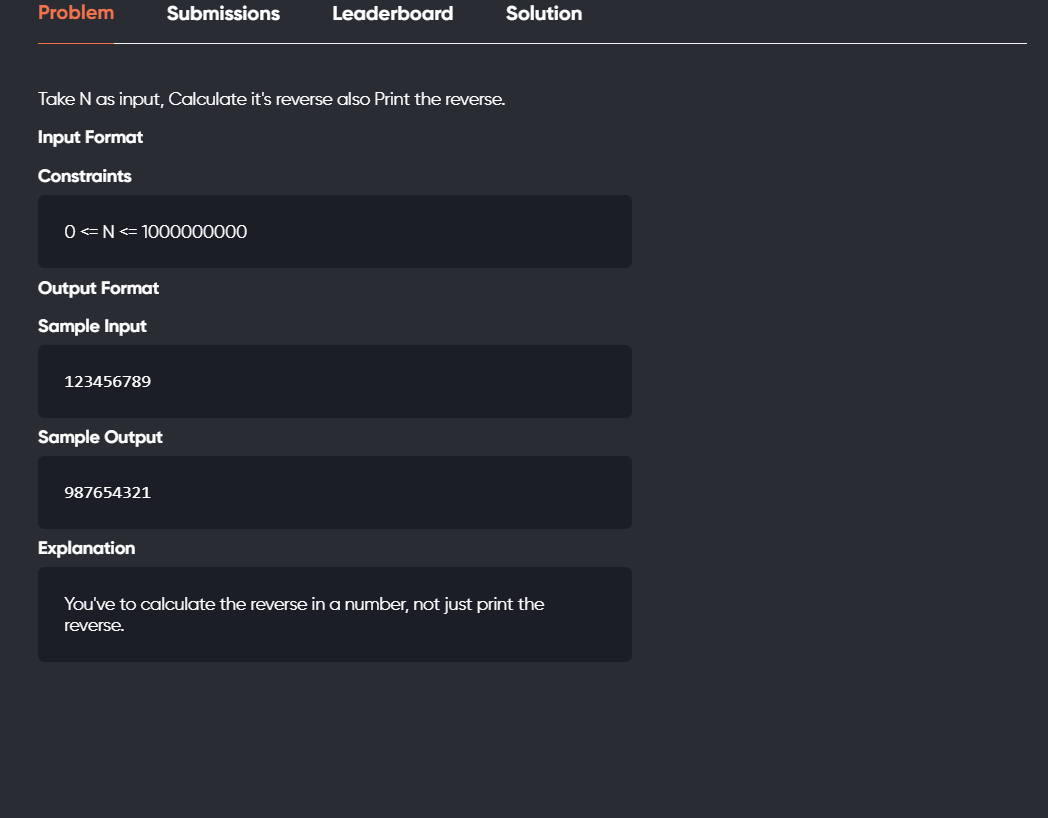 Problem Submissions Leaderboard Solution
Take N as input, Calculate it's reverse also Print the reverse.
Input Format
Constraints
0 <= N <= 1000000000
Output Format
Sample Input
123456789
Sample Output
987654321
Explanation
You've to calculate the reverse in a number, not just print the
reverse.